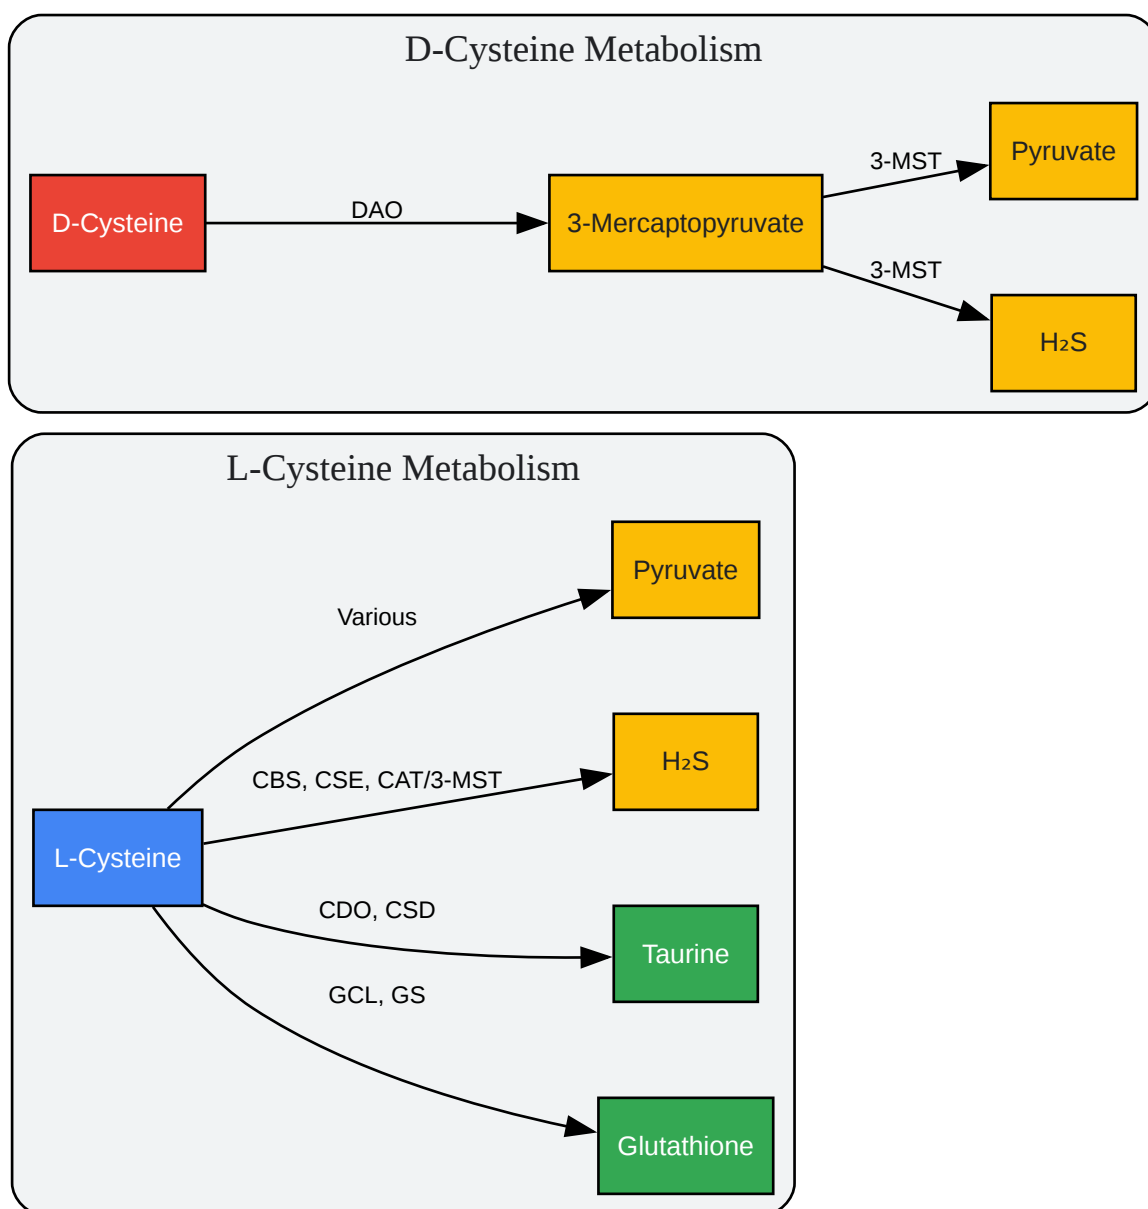 D-Cysteine Metabolism
D-Cysteine
DAO
3-Mercaptopyruvate
3-MST
Pyruvate
3-MST
H₂S
L-Cysteine Metabolism
L-Cysteine
Various
Pyruvate
CBS, CSE, CAT/3-MST
H₂S
CDO, CSD
Taurine
GCL, GS
Glutathione